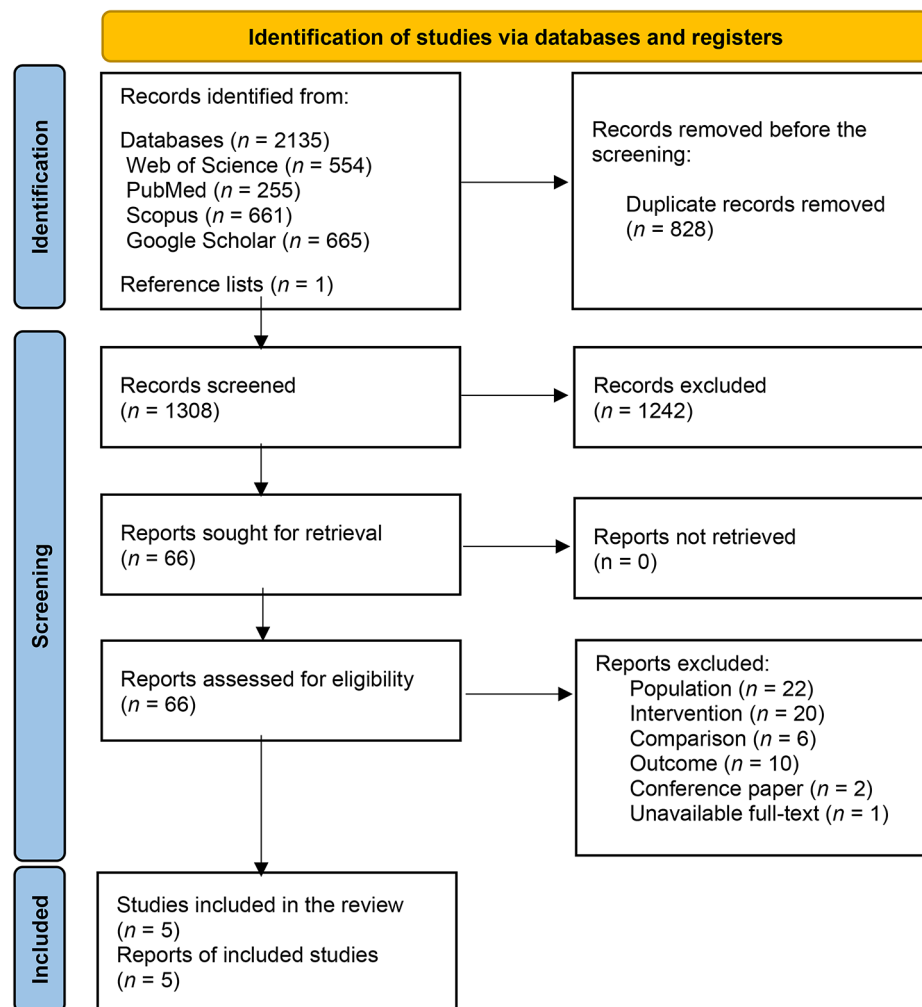 Identification of studies via databases and registers
Identification
Records identified from:
Databases (n = 2135)
Web of Science (n = 554)
PubMed (n = 255)
Scopus (n = 661)
Google Scholar (n = 665)
Reference lists (n = 1)
Records removed before the
screening:
Duplicate records removed
(n = 828)
Screening
Records screened
(n = 1308)
Records excluded
(n = 1242)
Reports sought for retrieval
(n = 66)
Reports not retrieved
(n = 0)
Reports assessed for eligibility
(n = 66)
Reports excluded:
Population (n = 22)
Intervention (n = 20)
Comparison (n = 6)
Outcome (n = 10)
Conference paper (n = 2)
Unavailable full-text (n = 1)
Included
Studies included in the review
(n = 5)
Reports of included studies
(n = 5)